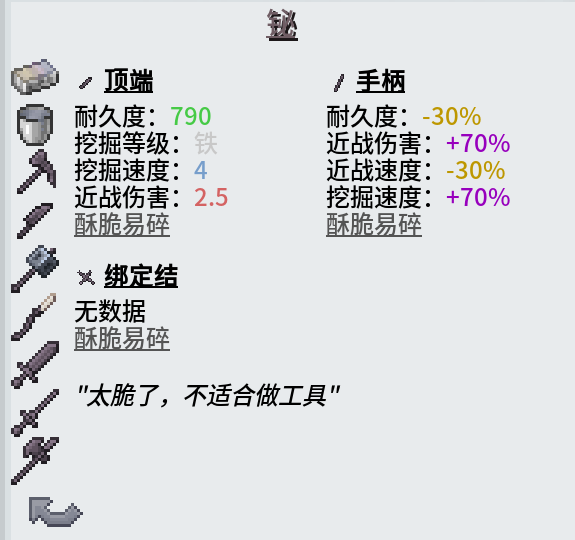 铋
顶端
耐久度：790
挖掘等级：铁
挖掘速度：4
近战伤害：2.5
酥脆易碎
手柄
耐久度：-30%
近战伤害：+70%
近战速度：-30%
挖掘速度：+70%
酥脆易碎
绑定结
无数据
酥脆易碎
"太脆了，不适合做工具"